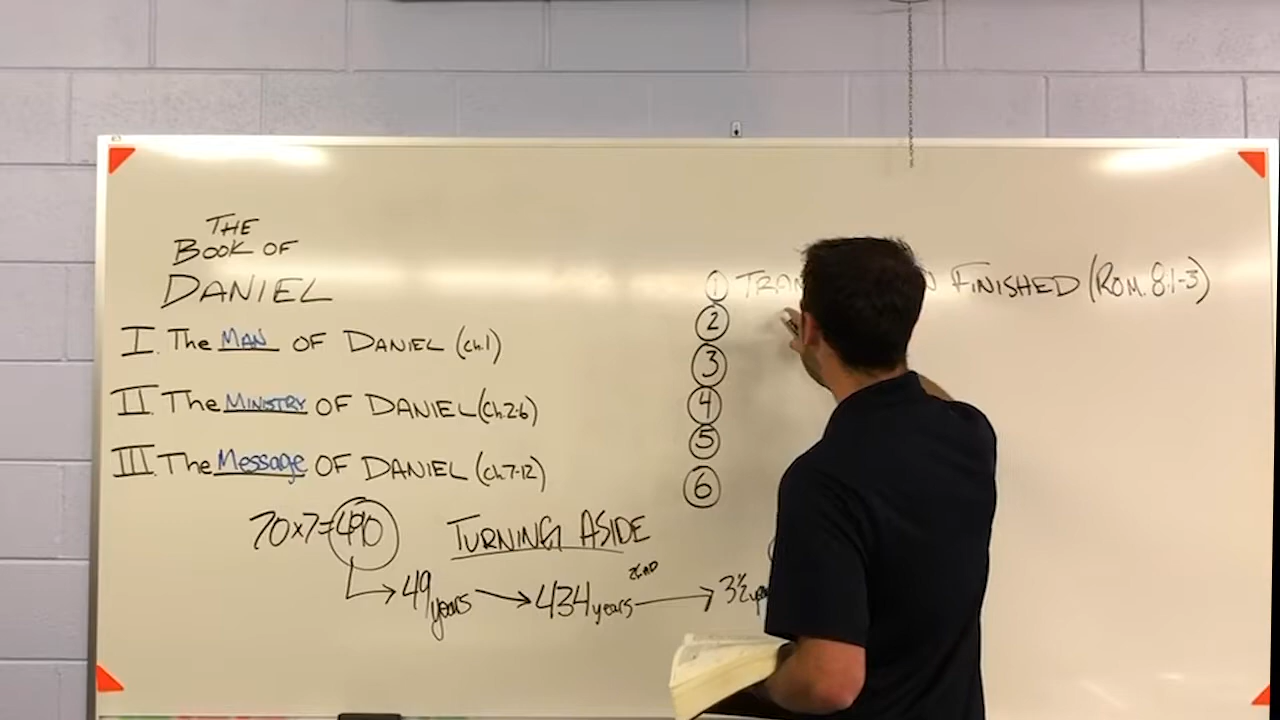 THE
BOOK OF
DANIEL
I. The MAN OF DANIEL (ch.1)
II. The MINISTRY OF DANIEL (ch.2-6)
III. The Message OF DANIEL (ch.7-12)
70x7=490
TURNING ASIDE
49 years
434 years
3½
1 FINISHED (ROM. 8:1-3)
2
3
4
5
6